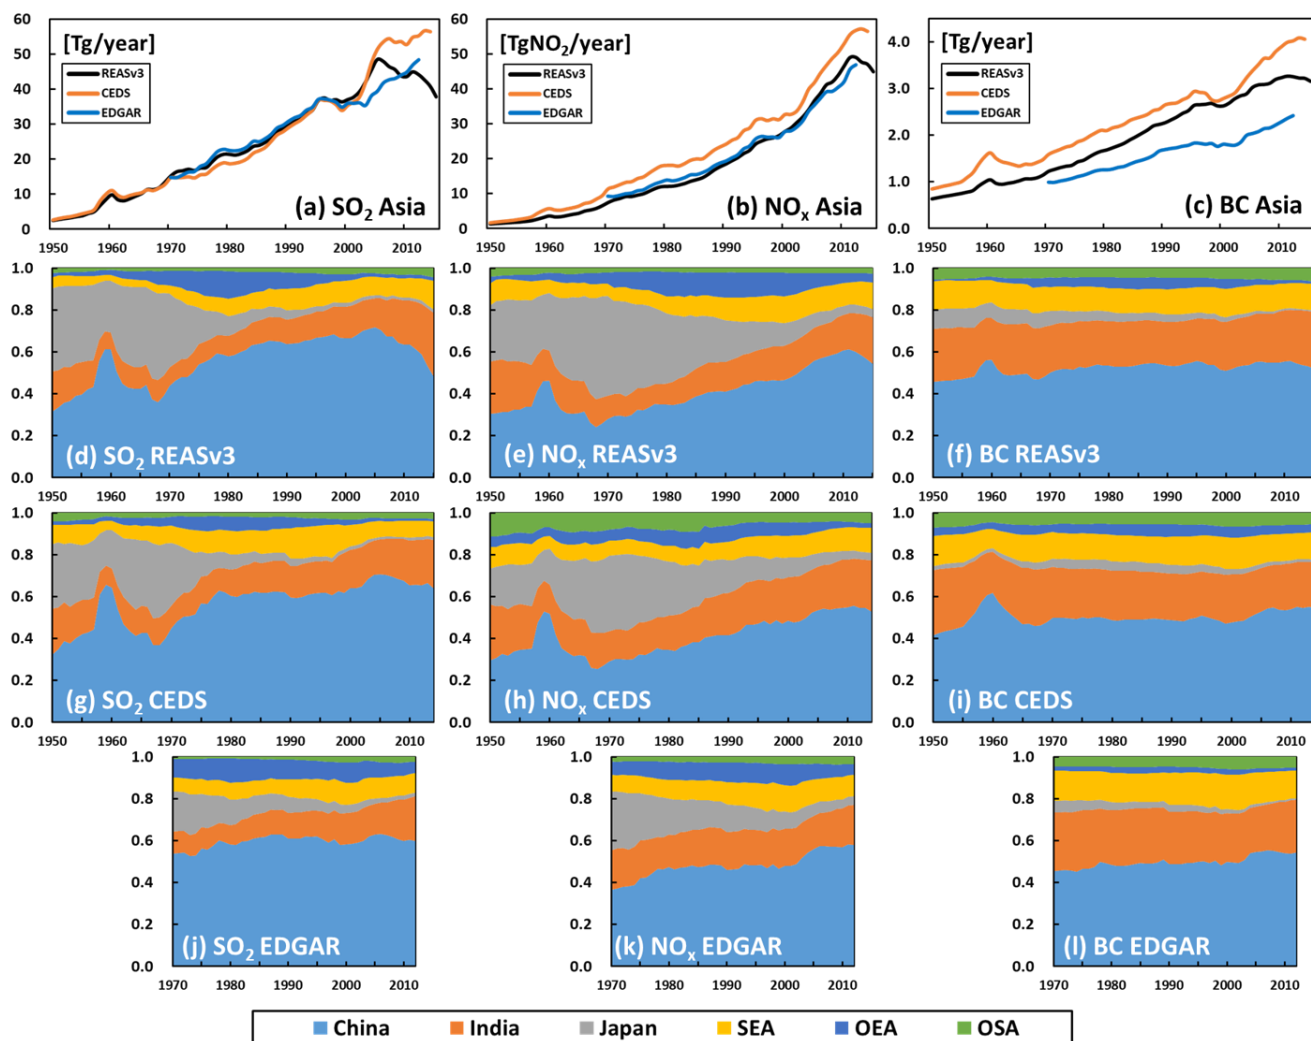 60
50
40
30
20
10
0
[Tg/year]
REASv3
CEDS
EDGAR
(a) SO₂ Asia
1950 1960 1970 1980 1990 2000 2010
60
50
40
30
20
10
0
[TgNO₂/year]
REASv3
CEDS
EDGAR
(b) NOₓ Asia
1950 1960 1970 1980 1990 2000 2010
4.0
3.0
2.0
1.0
0.0
[Tg/year]
REASv3
CEDS
EDGAR
(c) BC Asia
1950 1960 1970 1980 1990 2000 2010
1.0
0.8
0.6
0.4
0.2
0.0
(d) SO₂ REASv3
1950 1960 1970 1980 1990 2000 2010
1.0
0.8
0.6
0.4
0.2
0.0
(e) NOₓ REASv3
1950 1960 1970 1980 1990 2000 2010
1.0
0.8
0.6
0.4
0.2
0.0
(f) BC REASv3
1950 1960 1970 1980 1990 2000 2010
1.0
0.8
0.6
0.4
0.2
0.0
(g) SO₂ CEDS
1950 1960 1970 1980 1990 2000 2010
1.0
0.8
0.6
0.4
0.2
0.0
(h) NOₓ CEDS
1950 1960 1970 1980 1990 2000 2010
1.0
0.8
0.6
0.4
0.2
0.0
(i) BC CEDS
1950 1960 1970 1980 1990 2000 2010
1.0
0.8
0.6
0.4
0.2
0.0
(j) SO₂ EDGAR
1970 1980 1990 2000 2010
1.0
0.8
0.6
0.4
0.2
0.0
(k) NOₓ EDGAR
1970 1980 1990 2000 2010
1.0
0.8
0.6
0.4
0.2
0.0
(l) BC EDGAR
1970 1980 1990 2000 2010
China India Japan SEA OEA OSA